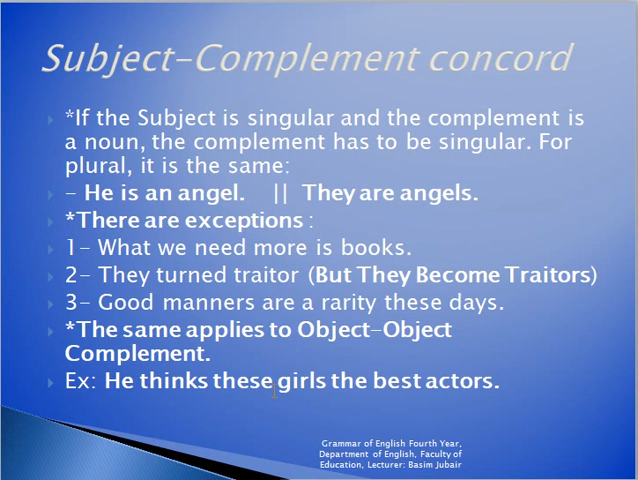 Subject-Complement concord
*If the Subject is singular and the complement is
a noun, the complement has to be singular. For
plural, it is the same:
- He is an angel. || They are angels.
*There are exceptions :
1- What we need more is books.
2- They turned traitor (But They Become Traitors)
3- Good manners are a rarity these days.
*The same applies to Object-Object
Complement.
Ex: He thinks these girls the best actors.
Grammar of English Fourth Year,
Department of English, Faculty of
Education, Lecturer: Basim Jubair